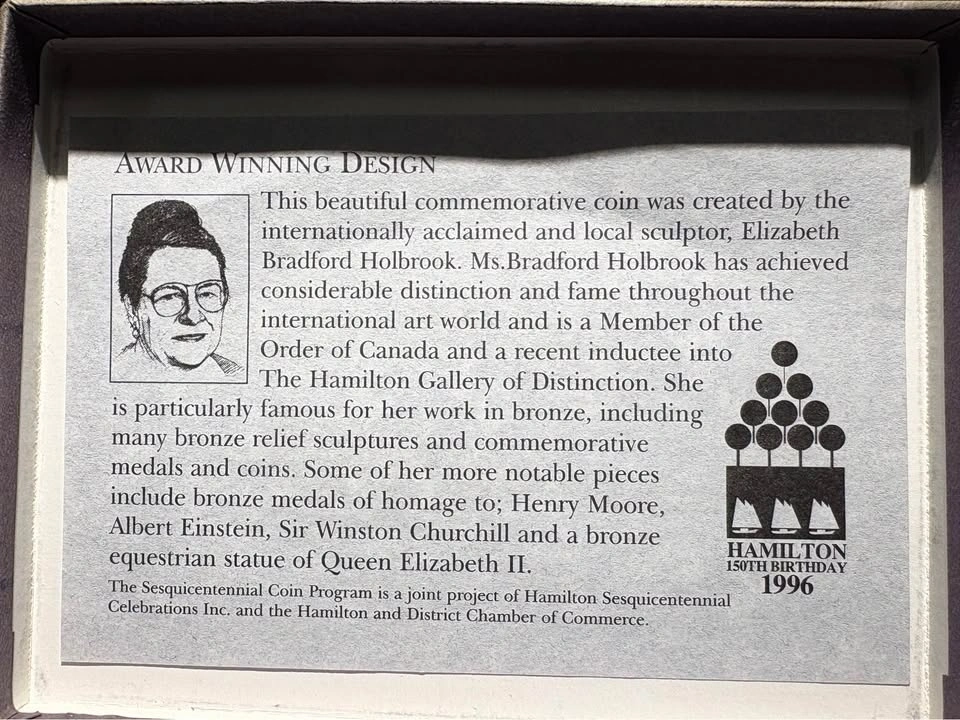 AWARD WINNING DESIGN
This beautiful commemorative coin was created by the
internationally acclaimed and local sculptor, Elizabeth
Bradford Holbrook. Ms.Bradford Holbrook has achieved
considerable distinction and fame throughout the
international art world and is a Member of the
Order of Canada and a recent inductee into
The Hamilton Gallery of Distinction. She
is particularly famous for her work in bronze, including
many bronze relief sculptures and commemorative
medals and coins. Some of her more notable pieces
include bronze medals of homage to; Henry Moore,
Albert Einstein, Sir Winston Churchill and a bronze
equestrian statue of Queen Elizabeth II.
HAMILTON
150TH BIRTHDAY
1996
The Sesquicentennial Coin Program is a joint project of Hamilton Sesquicentennial
Celebrations Inc. and the Hamilton and District Chamber of Commerce.